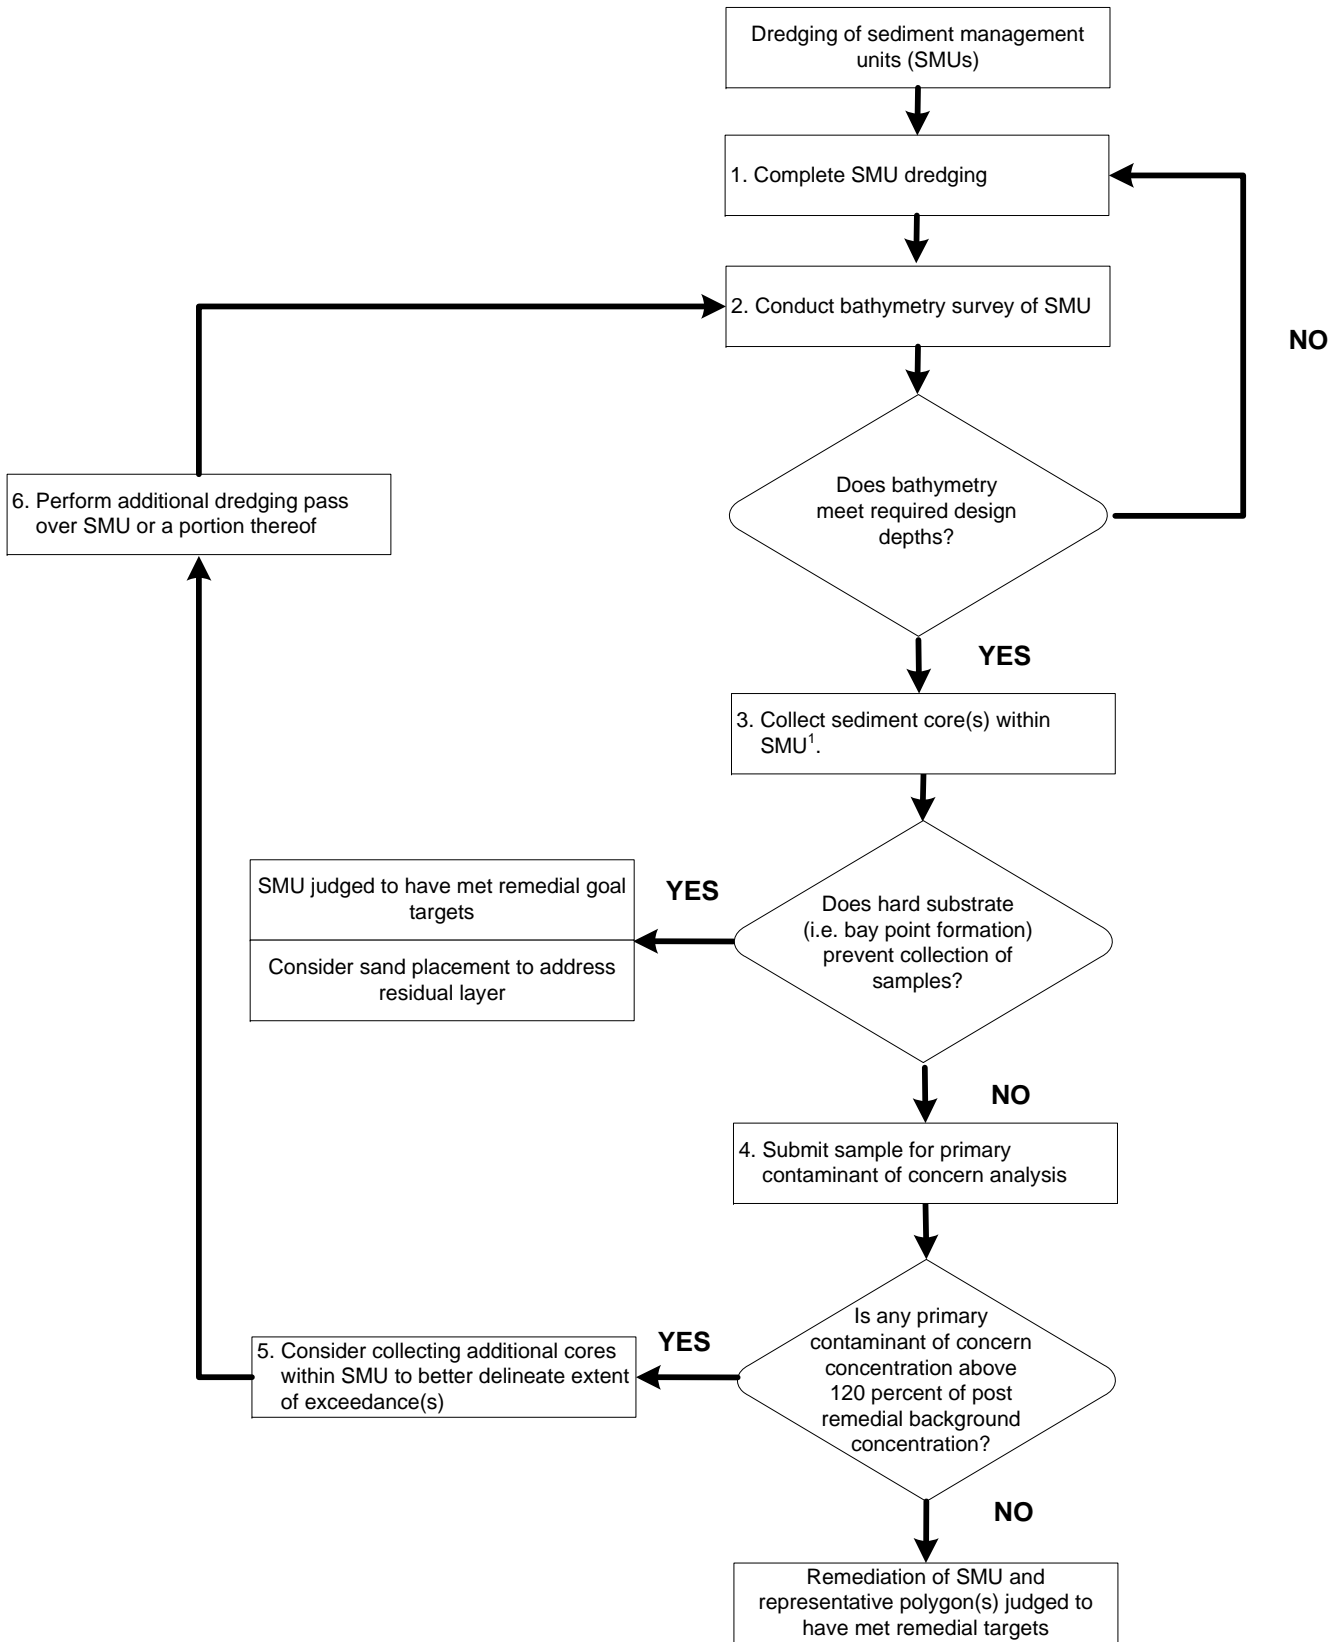 Dredging of sediment management
units (SMUs)
1. Complete SMU dredging
2. Conduct bathymetry survey of SMU
NO
6. Perform additional dredging pass
over SMU or a portion thereof
Does bathymetry
meet required design
depths?
YES
3. Collect sediment core(s) within
SMU¹.
SMU judged to have met remedial goal
targets
Consider sand placement to address
residual layer
YES
Does hard substrate
(i.e. bay point formation)
prevent collection of
samples?
NO
4. Submit sample for primary
contaminant of concern analysis
5. Consider collecting additional cores
within SMU to better delineate extent
of exceedance(s)
YES
Is any primary
contaminant of concern
concentration above
120 percent of post
remedial background
concentration?
NO
Remediation of SMU and
representative polygon(s) judged to
have met remedial targets